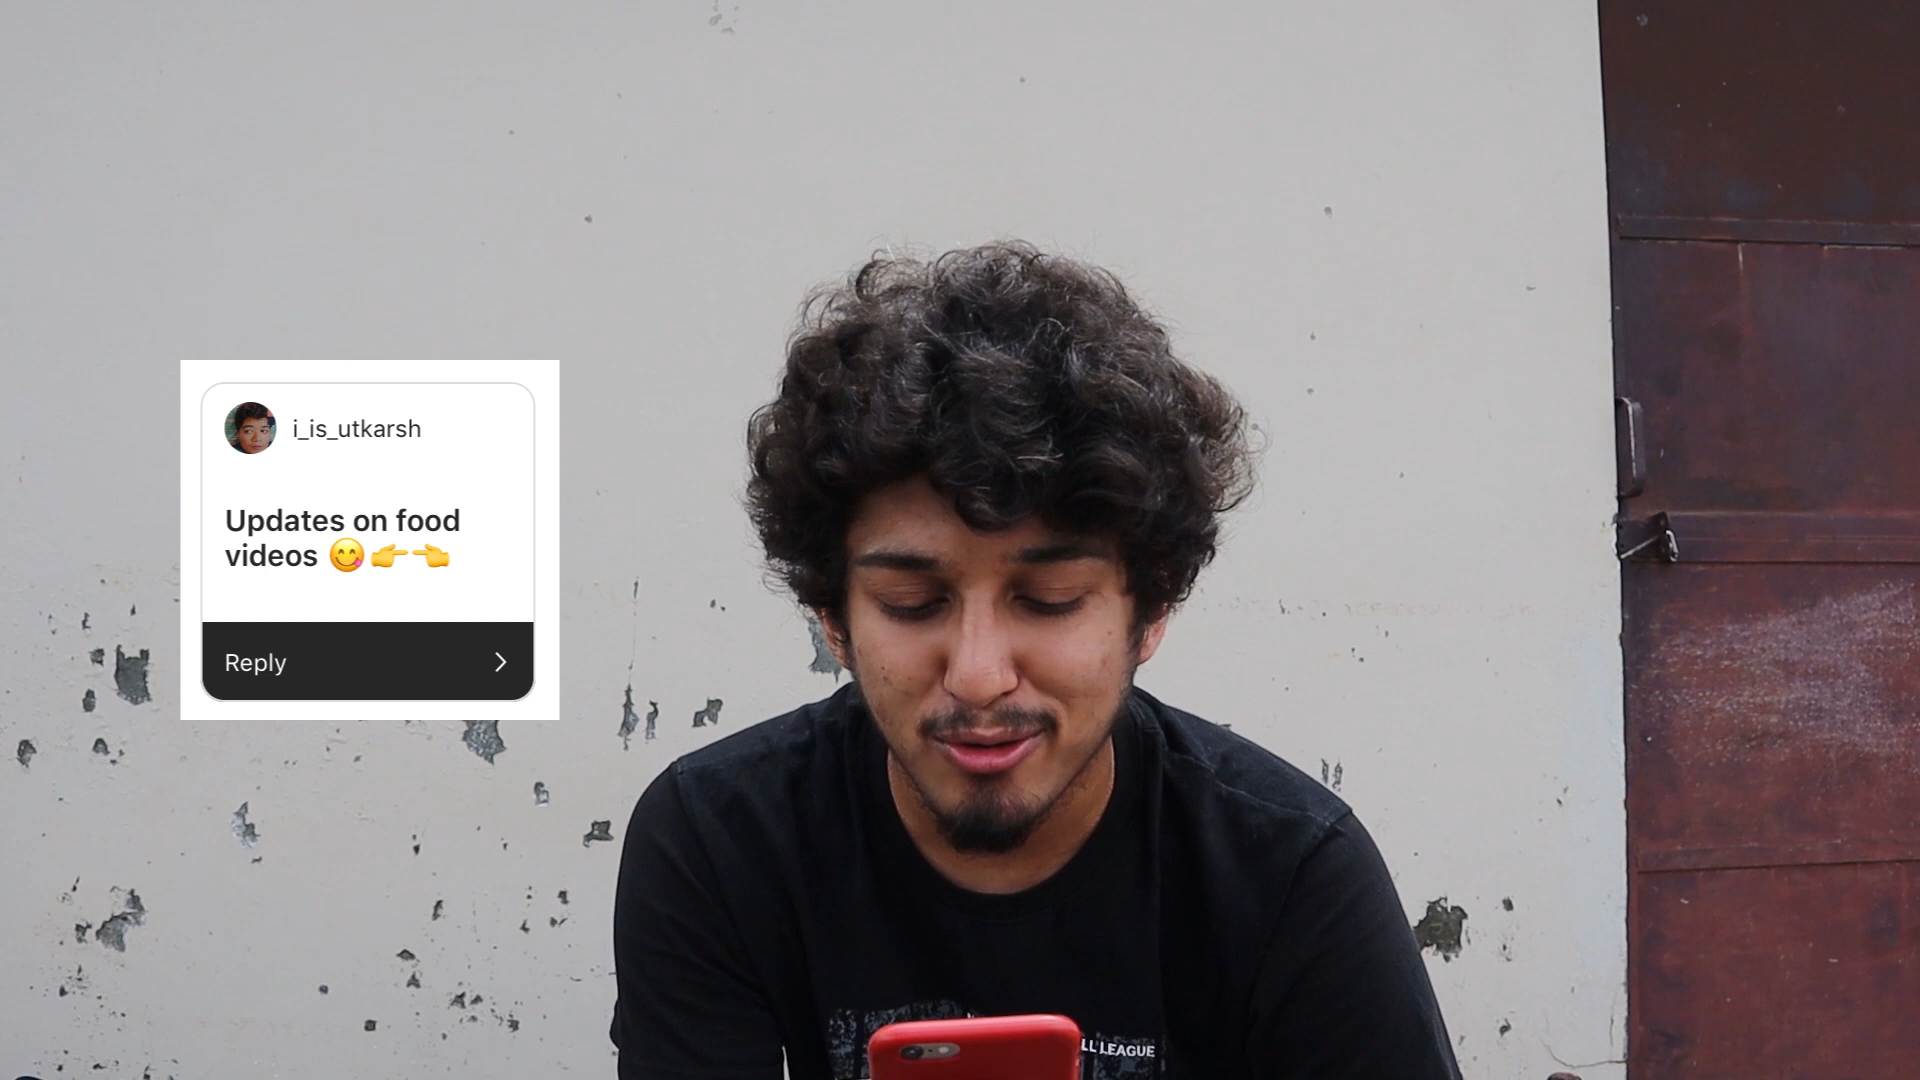 i_is_utkarsh
Updates on food
videos 😋👉👈
Reply
LL LEAGUE